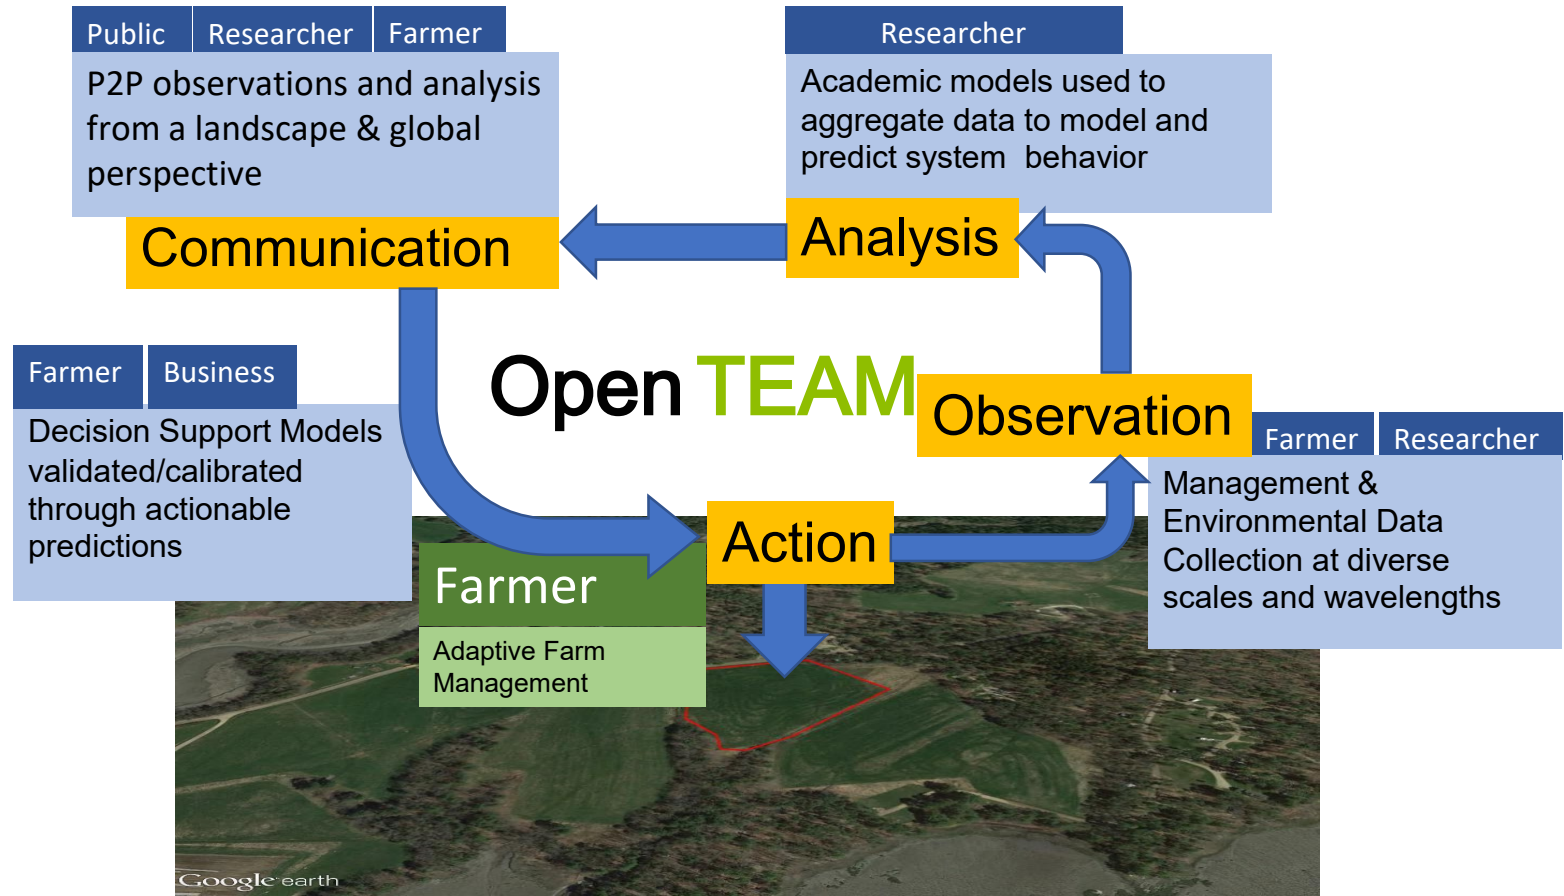 Public Researcher Farmer
P2P observations and analysis
from a landscape & global
perspective
Communication
Researcher
Academic models used to
aggregate data to model and
predict system behavior
Analysis
Open TEAM
Observation
Farmer Researcher
Management &
Environmental Data
Collection at diverse
scales and wavelengths
Farmer Business
Decision Support Models
validated/calibrated
through actionable
predictions
Action
Farmer
Adaptive Farm
Management
Google earth